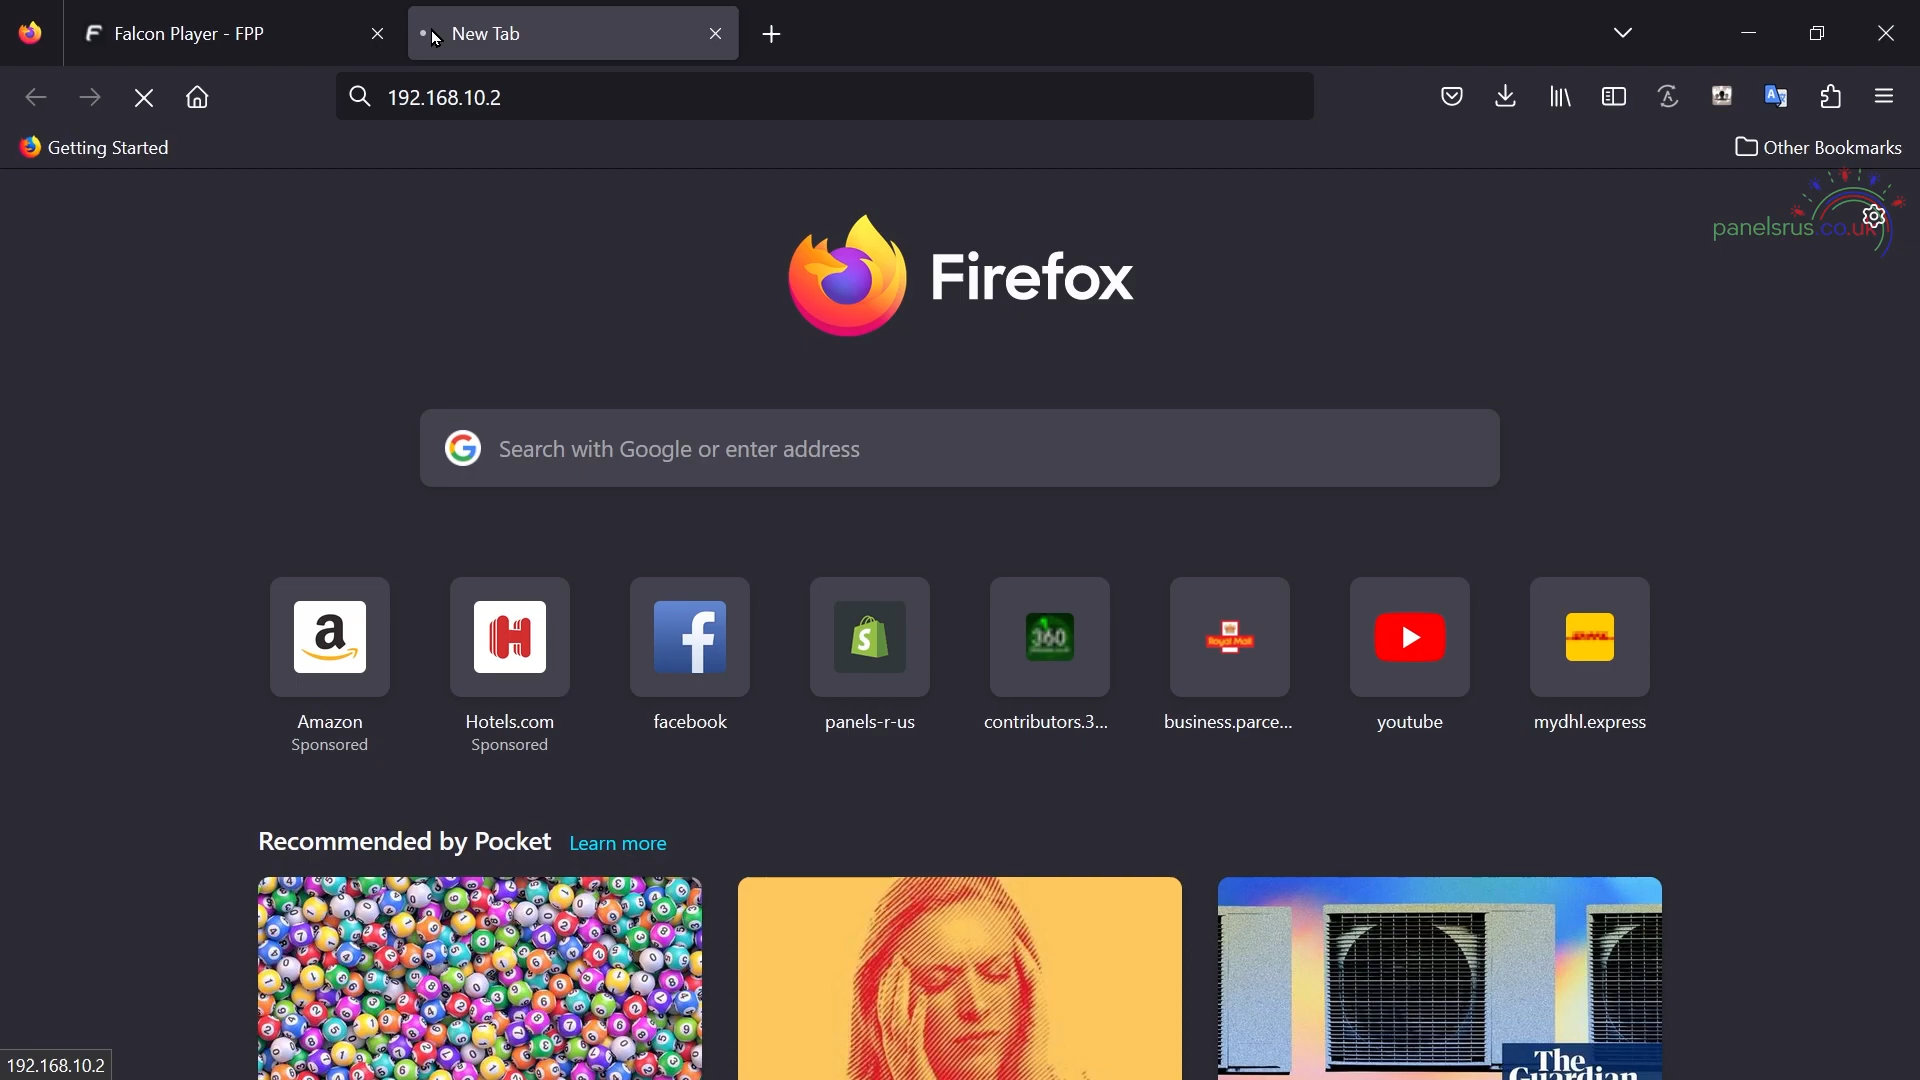 Falcon Player - FPP
New Tab
192.168.10.2
Getting Started
Other Bookmarks
panelsrus.co.uk
Firefox
Search with Google or enter address
Amazon
Sponsored
Hotels.com
Sponsored
facebook
panels-r-us
360
contributors.3...
Royal Mail
business.parce...
youtube
mydhl.express
Recommended by Pocket Learn more
The
Guardian
192.168.10.2